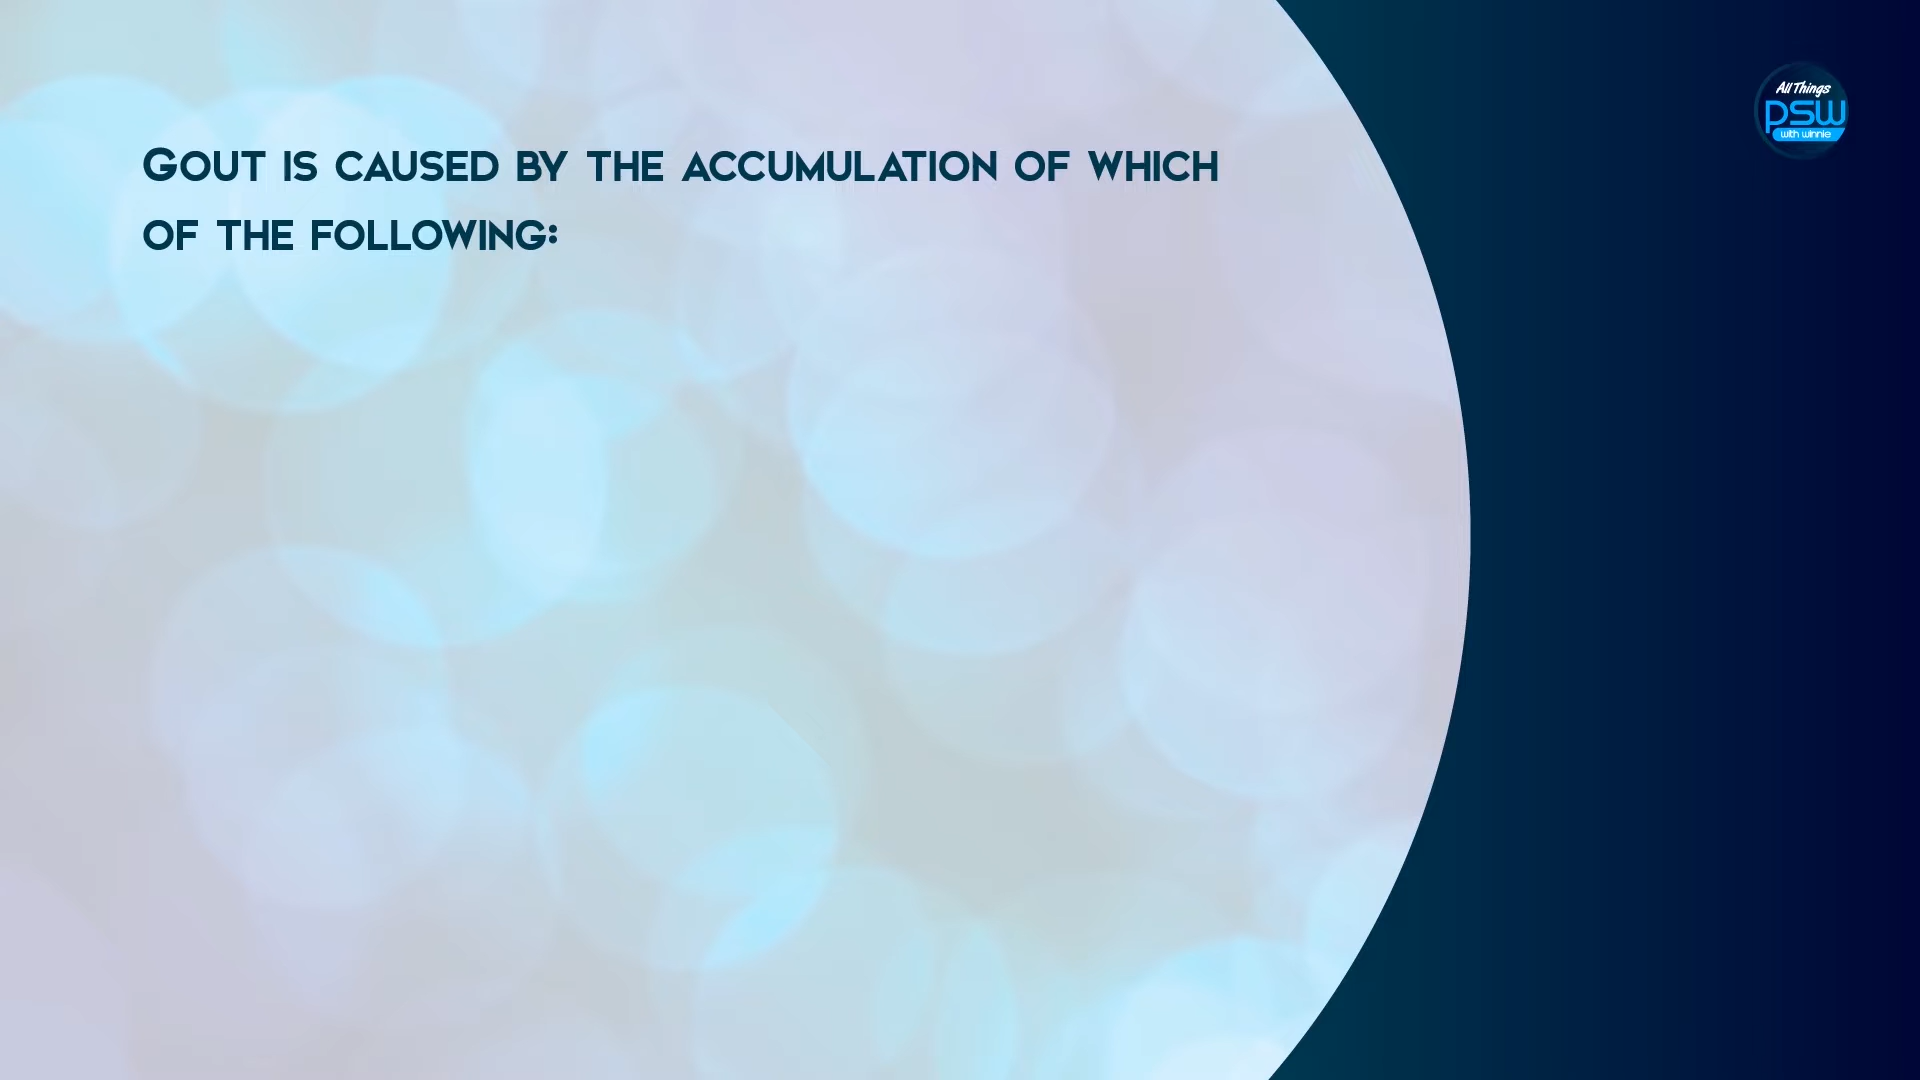 Gout is caused by the accumulation of which
of the following:
All Things
psw
with winnie